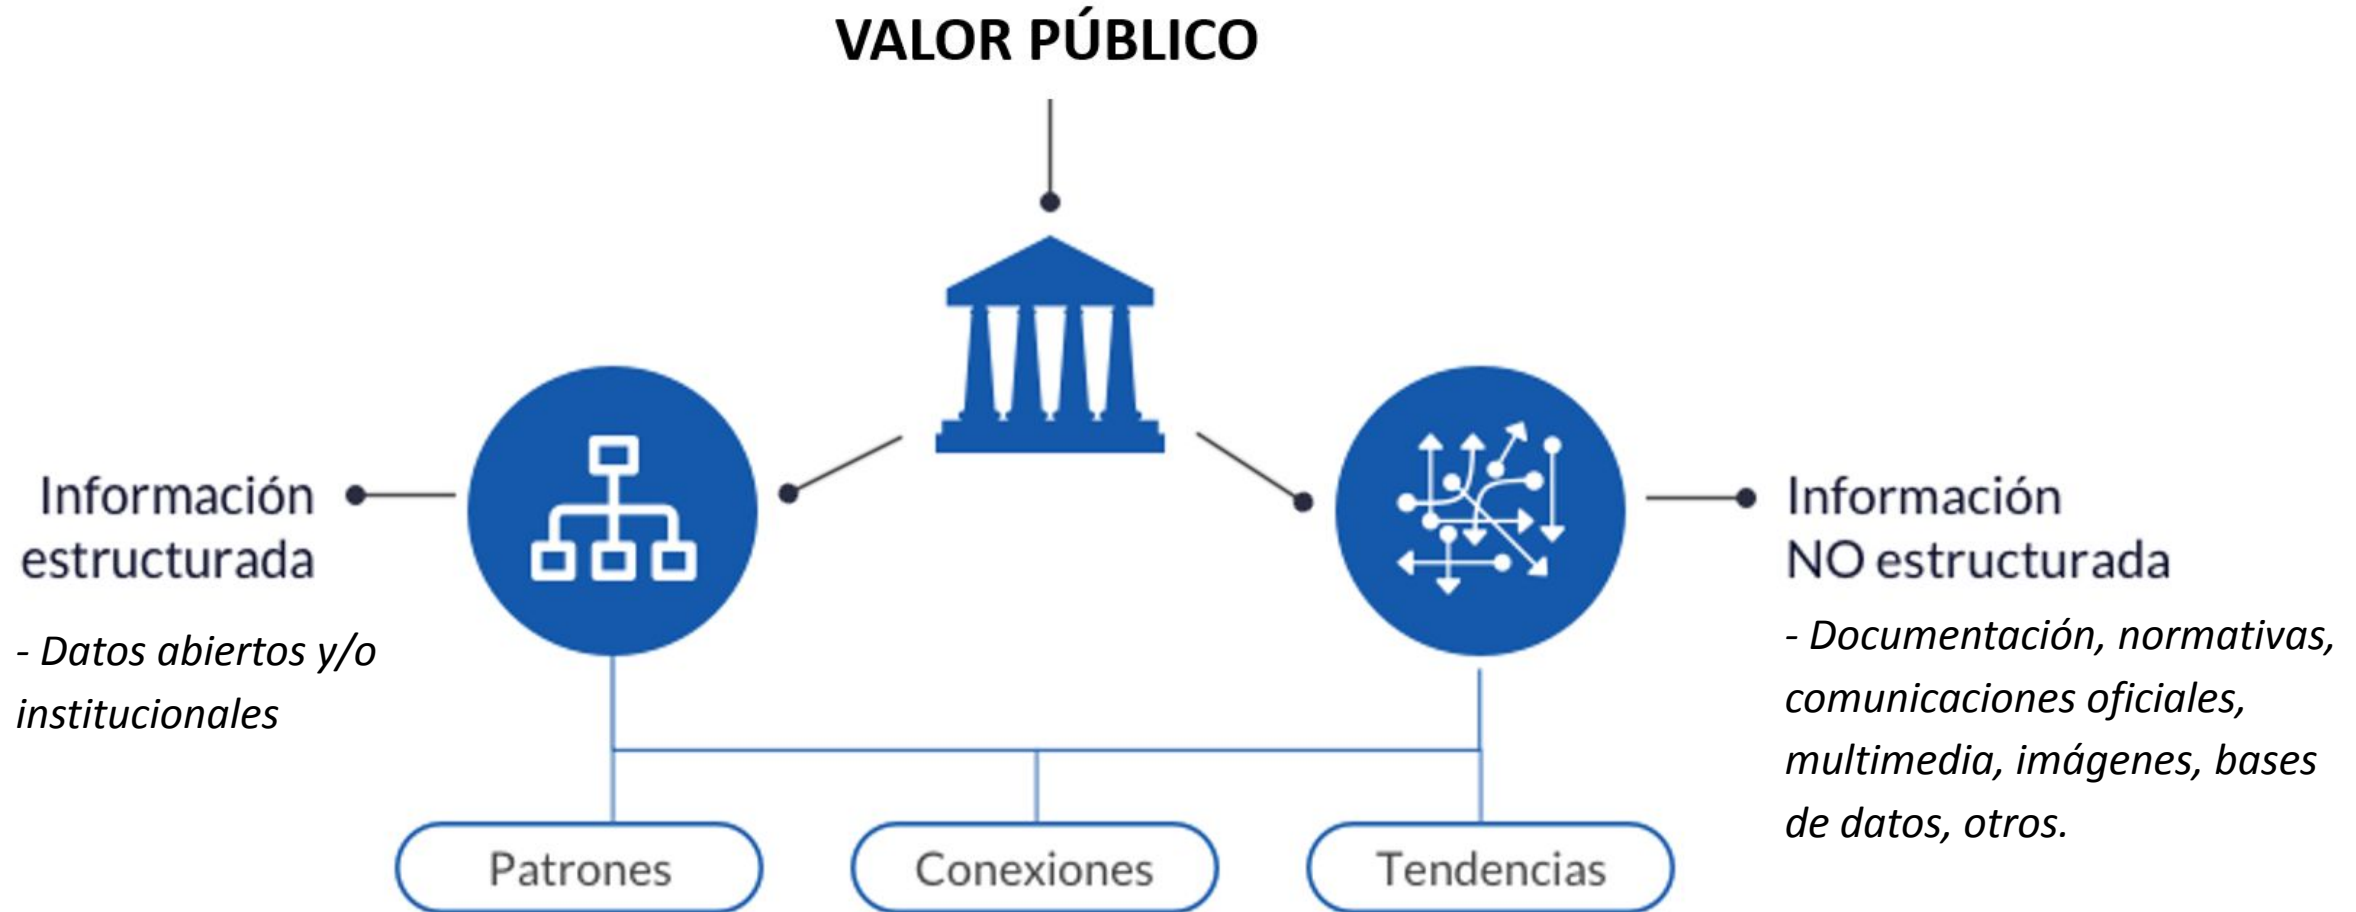 VALOR PÚBLICO
Información
estructurada
- Datos abiertos y/o
institucionales
Información
NO estructurada
- Documentación, normativas,
comunicaciones oficiales,
multimedia, imágenes, bases
de datos, otros.
Patrones
Conexiones
Tendencias